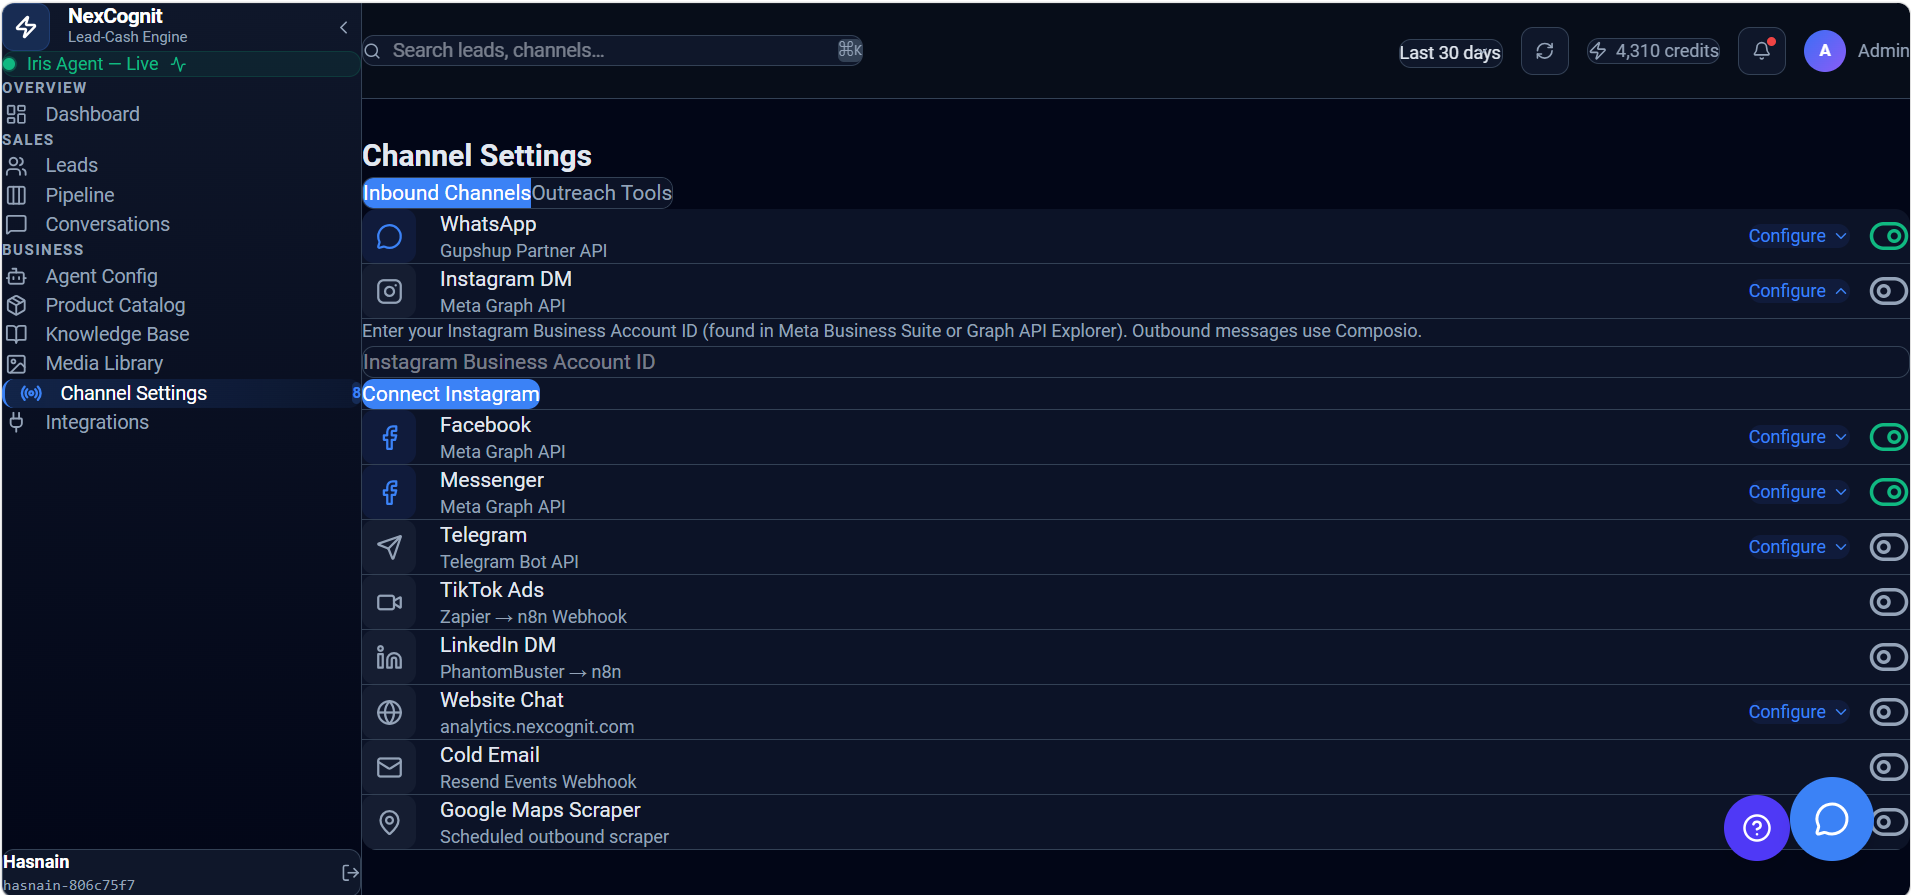 NexCognit
Lead-Cash Engine
Iris Agent — Live
OVERVIEW
Dashboard
SALES
Leads
Pipeline
Conversations
BUSINESS
Agent Config
Product Catalog
Knowledge Base
Media Library
Channel Settings 8
Integrations
Hasnain
hasnain-806c75f7
Search leads, channels... ⌘K
Last 30 days
4,310 credits
A Admin
Channel Settings
Inbound Channels Outreach Tools
WhatsApp
Gupshup Partner API
Configure
Instagram DM
Meta Graph API
Configure
Enter your Instagram Business Account ID (found in Meta Business Suite or Graph API Explorer). Outbound messages use Composio.
Instagram Business Account ID
Connect Instagram
Facebook
Meta Graph API
Configure
Messenger
Meta Graph API
Configure
Telegram
Telegram Bot API
Configure
TikTok Ads
Zapier → n8n Webhook
LinkedIn DM
PhantomBuster → n8n
Website Chat
analytics.nexcognit.com
Configure
Cold Email
Resend Events Webhook
Google Maps Scraper
Scheduled outbound scraper